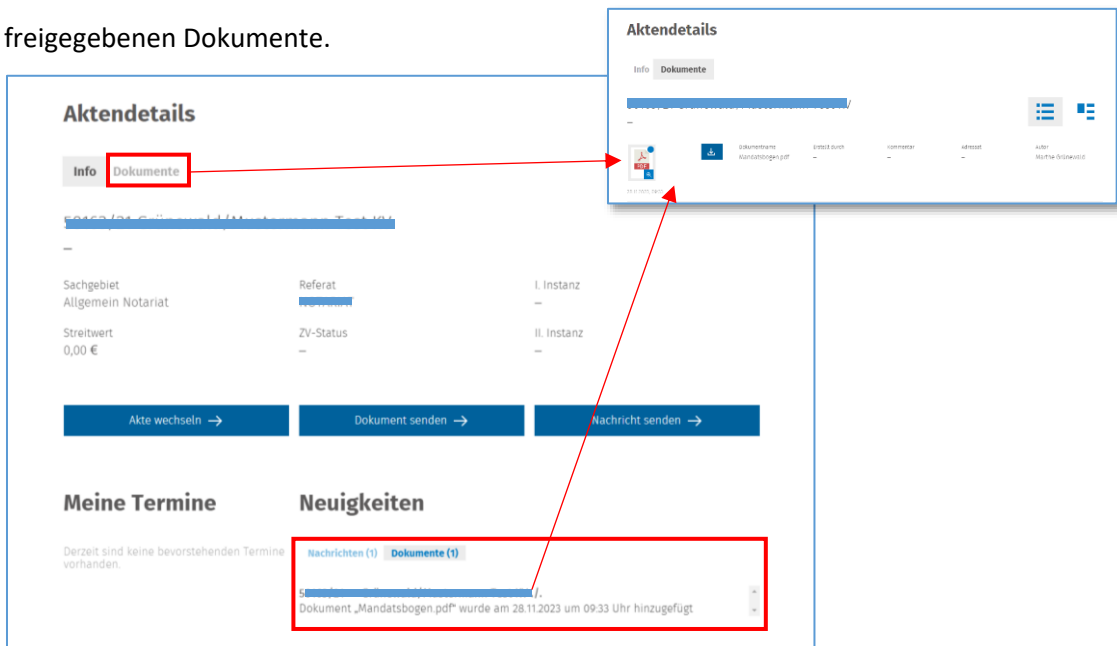 freigegebenen Dokumente.
Aktendetails
Info Dokumente
–
Sachgebiet Referat I. Instanz
Allgemein Notariat –
Streitwert ZV-Status II. Instanz
0,00 € – –
Akte wechseln → Dokument senden → Nachricht senden →
Meine Termine Neuigkeiten
Derzeit sind keine bevorstehenden Termine
vorhanden.
Nachrichten (1) Dokumente (1)
Dokument „Mandatsbogen.pdf“ wurde am 28.11.2023 um 09:33 Uhr hinzugefügt
Aktendetails
Info Dokumente
–
PDF
Dokumentname Kommentar Adressat Autor
Mandatsbogen.pdf – – – Marthe Grünewald